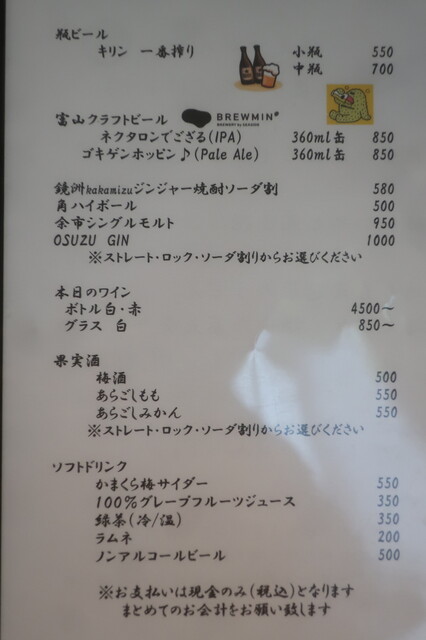 瓶ビール
キリン 一番搾り 小瓶 550
中瓶 700
富山クラフトビール BREWMIN'
ネクタロンでござる(IPA) 360ml缶 850
ゴキゲンホッピン♪(Pale Ale) 360ml缶 850
鏡洲kakamizuジンジャー焼酎ソーダ割 580
角ハイボール 500
余市シングルモルト 950
OSUZU GIN 1000
※ストレート・ロック・ソーダ割りからお選びください
本日のワイン
ボトル白・赤 4500～
グラス 白 850～
果実酒
梅酒 500
あらごしもも 550
あらごしみかん 550
※ストレート・ロック・ソーダ割りからお選びください
ソフトドリンク
かまくら梅サイダー 550
100%グレープフルーツジュース 350
緑茶(冷/温) 350
ラムネ 200
ノンアルコールビール 500
※お支払いは現金のみ(税込)となります
まとめてのお会計をお願い致します